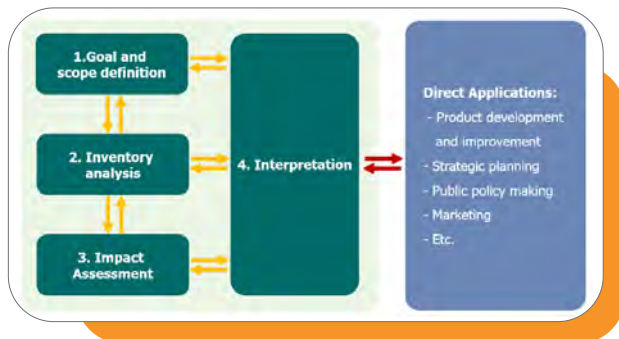 1.Goal and
scope definition
2. Inventory
analysis
3. Impact
Assessment
4. Interpretation
Direct Applications:
- Product development
and improvement
- Strategic planning
- Public policy making
- Marketing
- Etc.